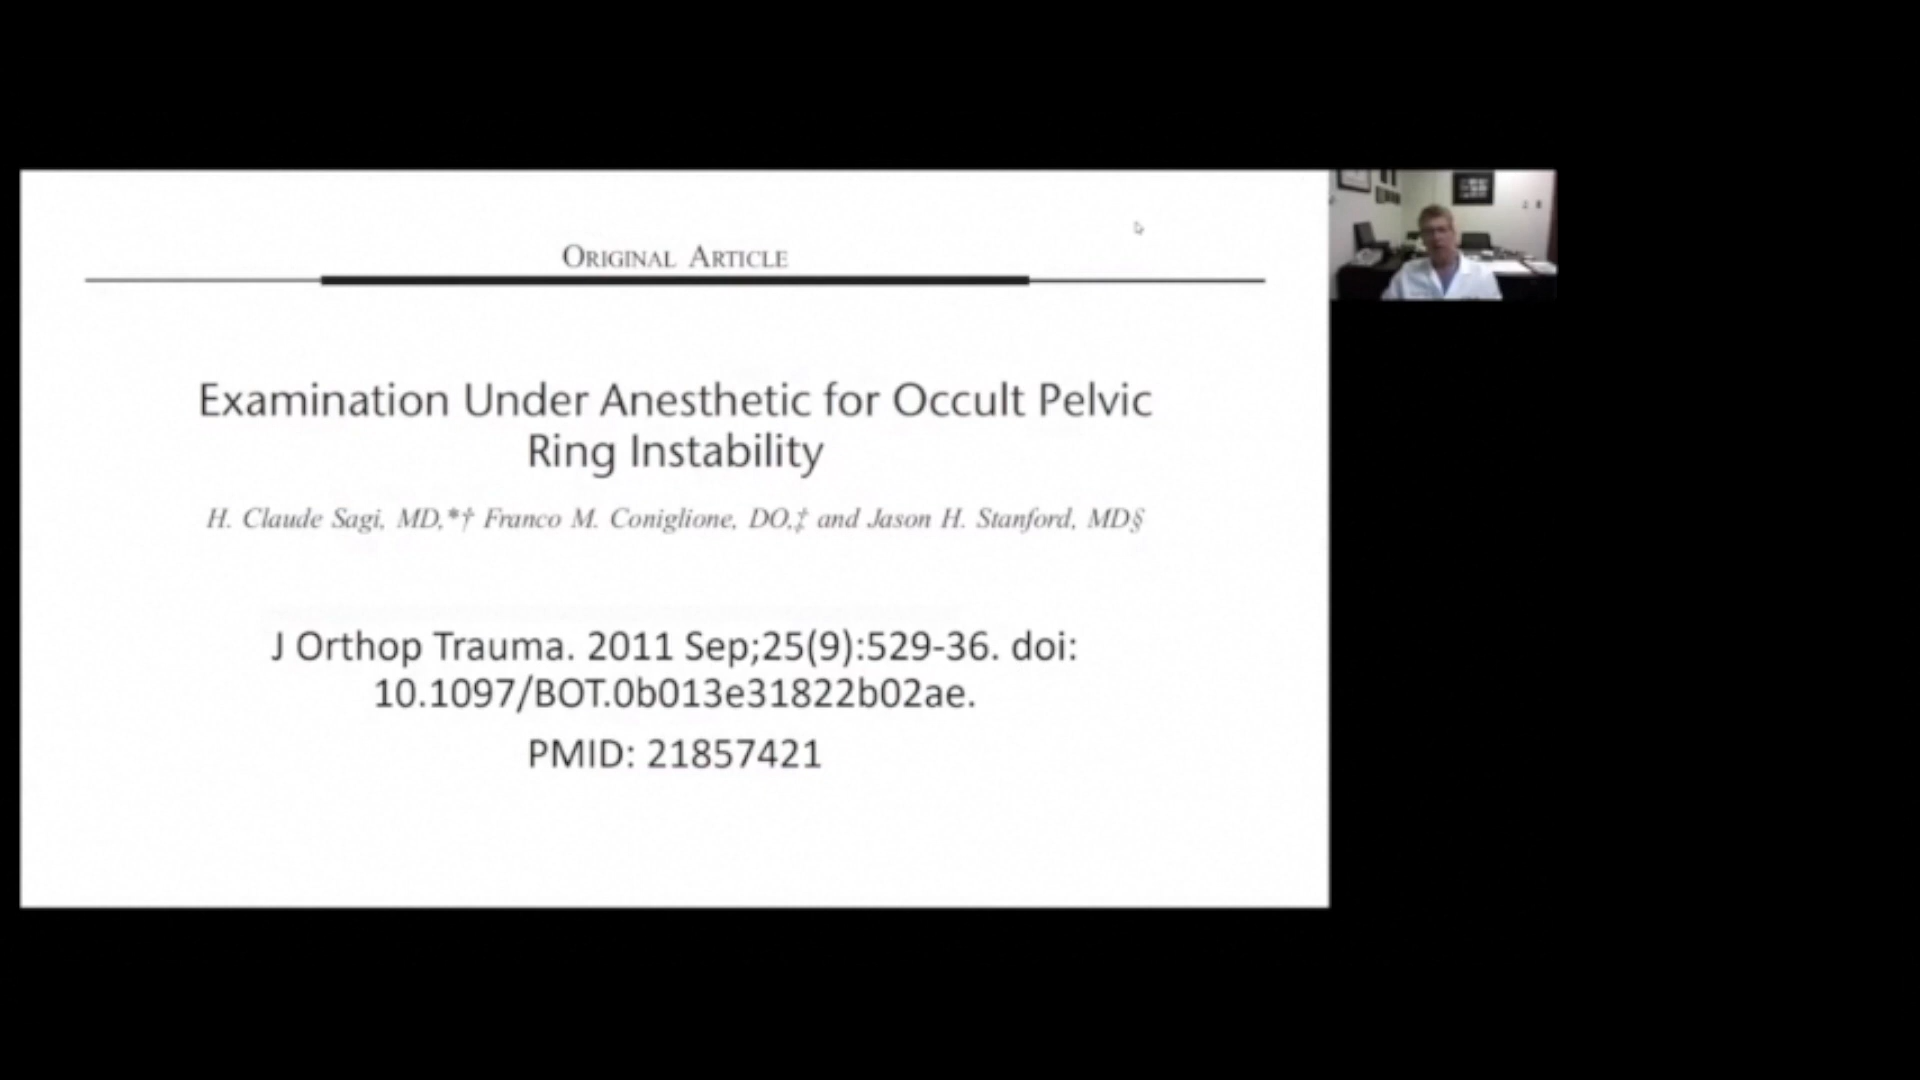 ORIGINAL ARTICLE
Examination Under Anesthetic for Occult Pelvic
Ring Instability
H. Claude Sagi, MD,*† Franco M. Coniglione, DO,‡ and Jason H. Stanford, MD§
J Orthop Trauma. 2011 Sep;25(9):529-36. doi:
10.1097/BOT.0b013e31822b02ae.
PMID: 21857421